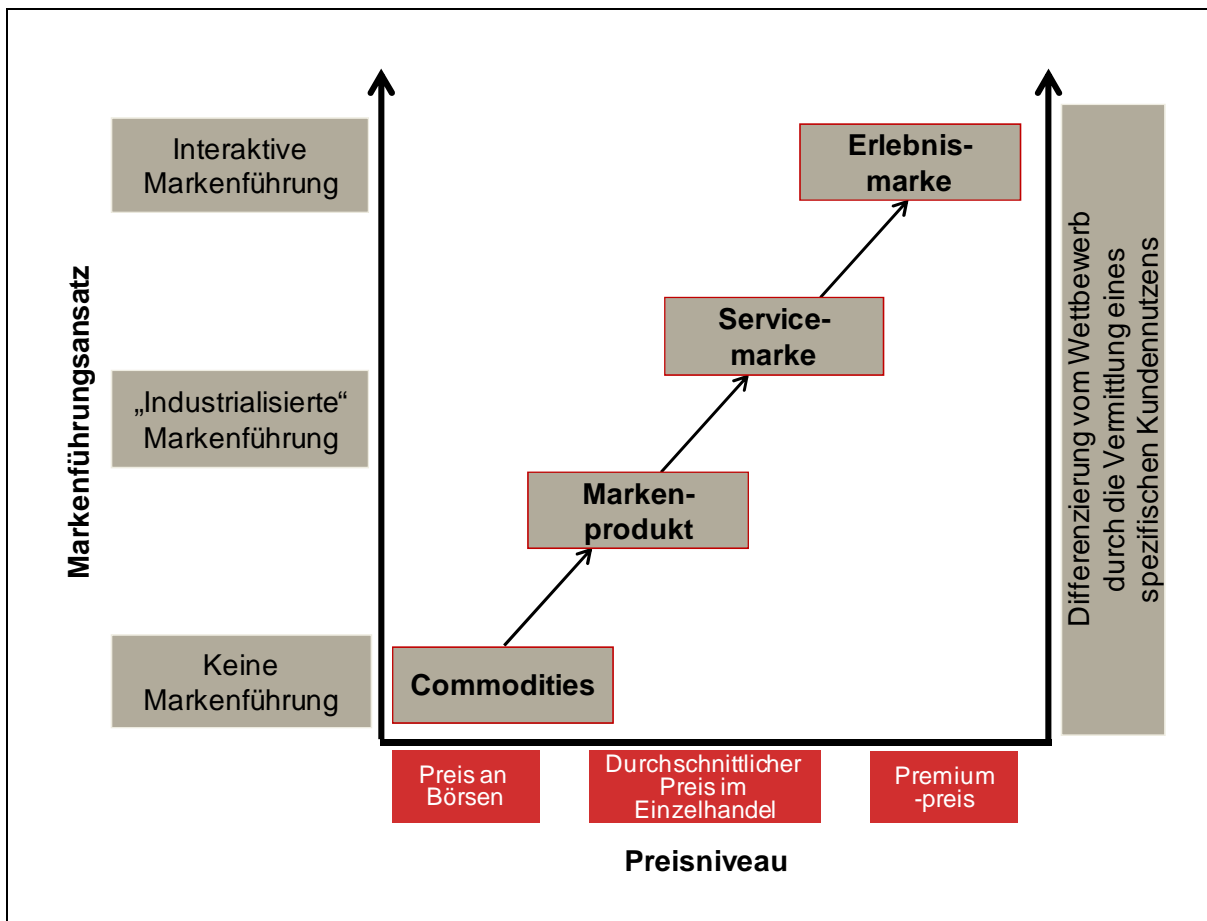 Interaktive
Markenführung
Erlebnis-
marke
Service-
marke
Markenführungsansatz
„Industrialisierte“
Markenführung
Marken-
produkt
Keine
Markenführung
Commodities
Differenzierung vom Wettbewerb
durch die Vermittlung eines
spezifischen Kundennutzens
Preis an
Börsen
Durchschnittlicher
Preis im
Einzelhandel
Premium
-preis
Preisniveau